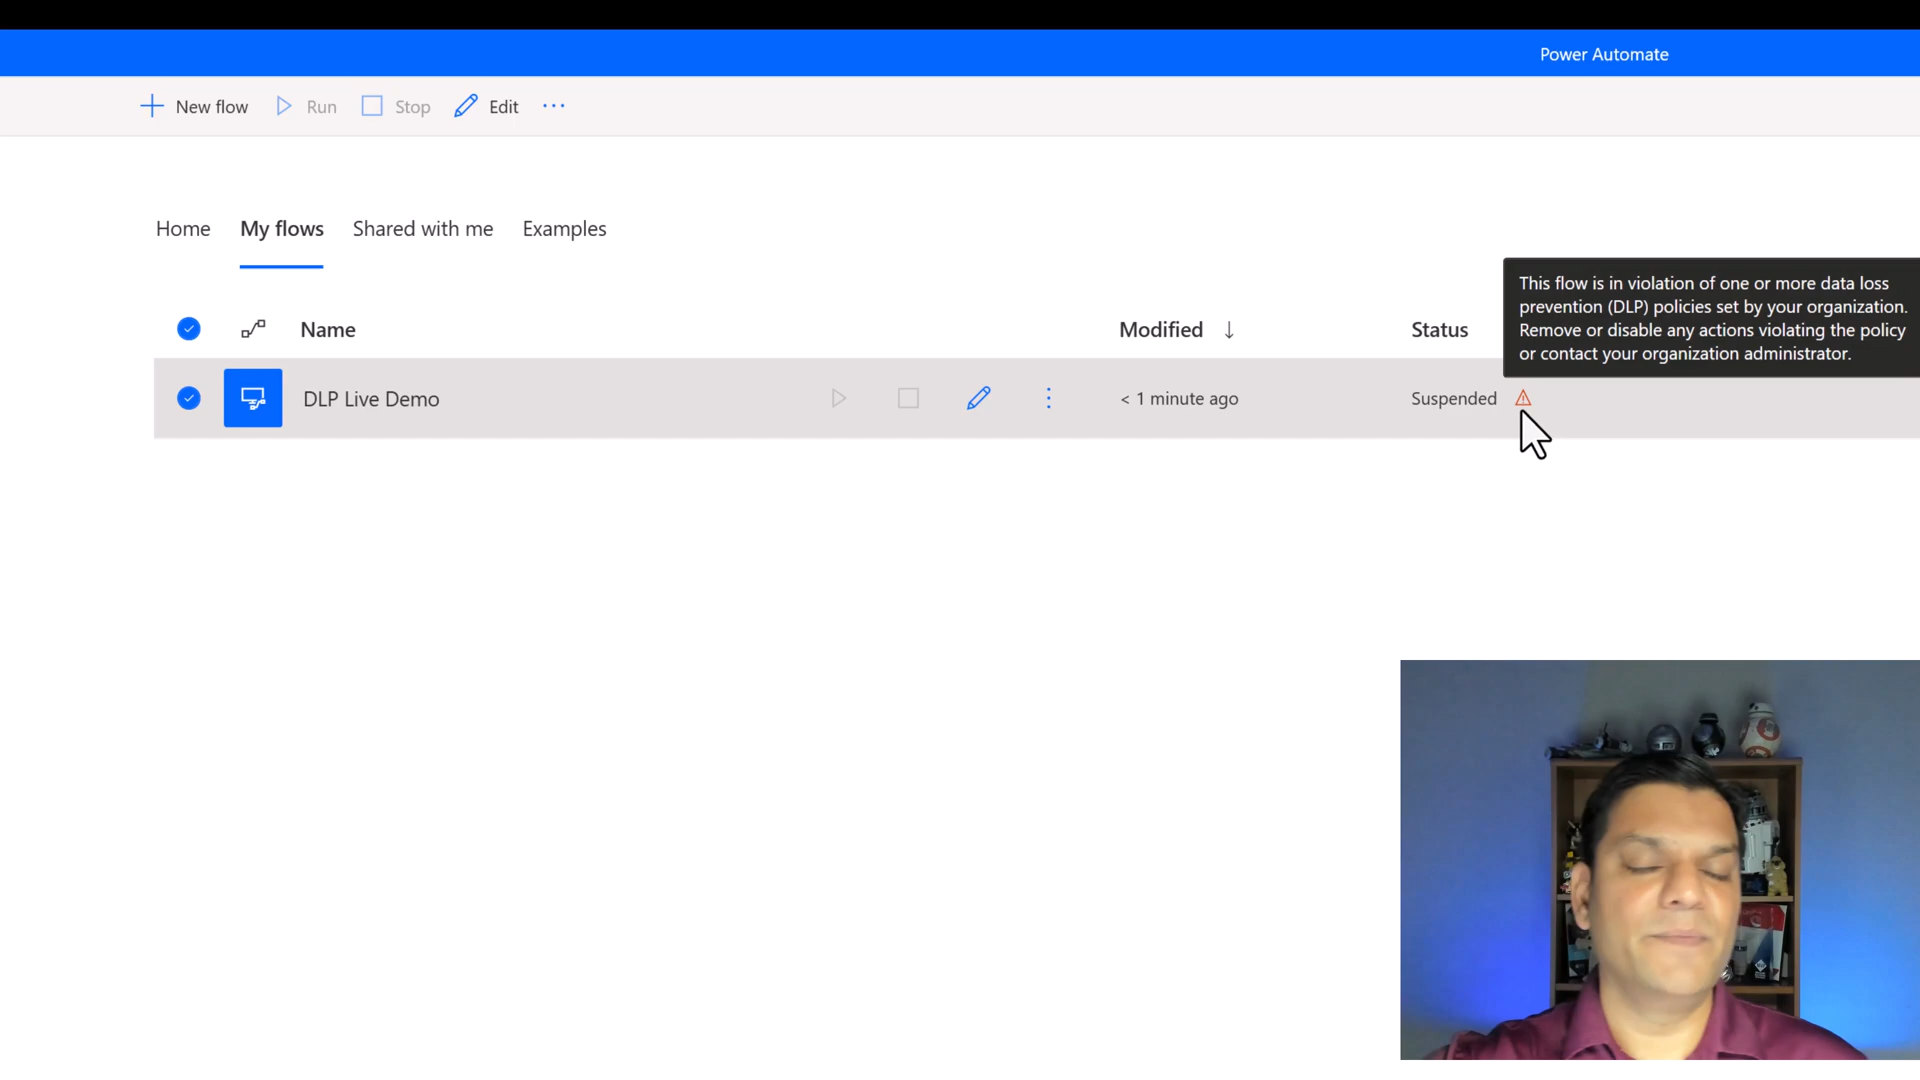 Power Automate
New flow Run Stop Edit ...
Home My flows Shared with me Examples
This flow is in violation of one or more data loss
prevention (DLP) policies set by your organization.
Remove or disable any actions violating the policy
or contact your organization administrator.
Name Modified ↓ Status
DLP Live Demo < 1 minute ago Suspended